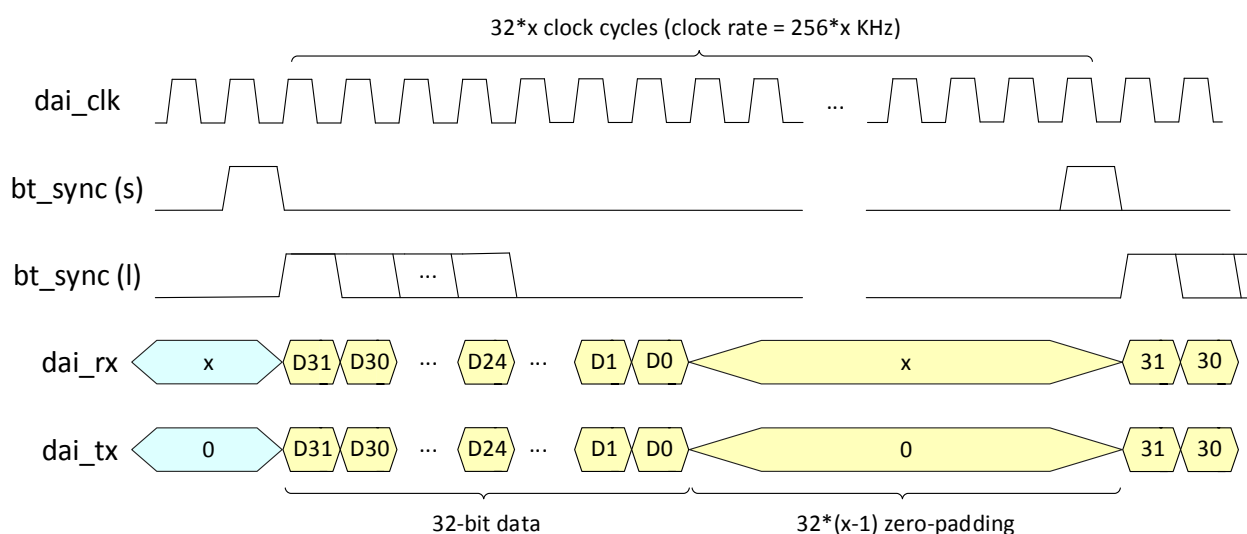 32*x clock cycles (clock rate = 256*x KHz)
dai_clk
...
bt_sync (s)
bt_sync (l)
...
dai_rx
x
D31 D30 ... D24 ... D1 D0
x
31 30
dai_tx
0
D31 D30 ... D24 ... D1 D0
0
31 30
32-bit data
32*(x-1) zero-padding